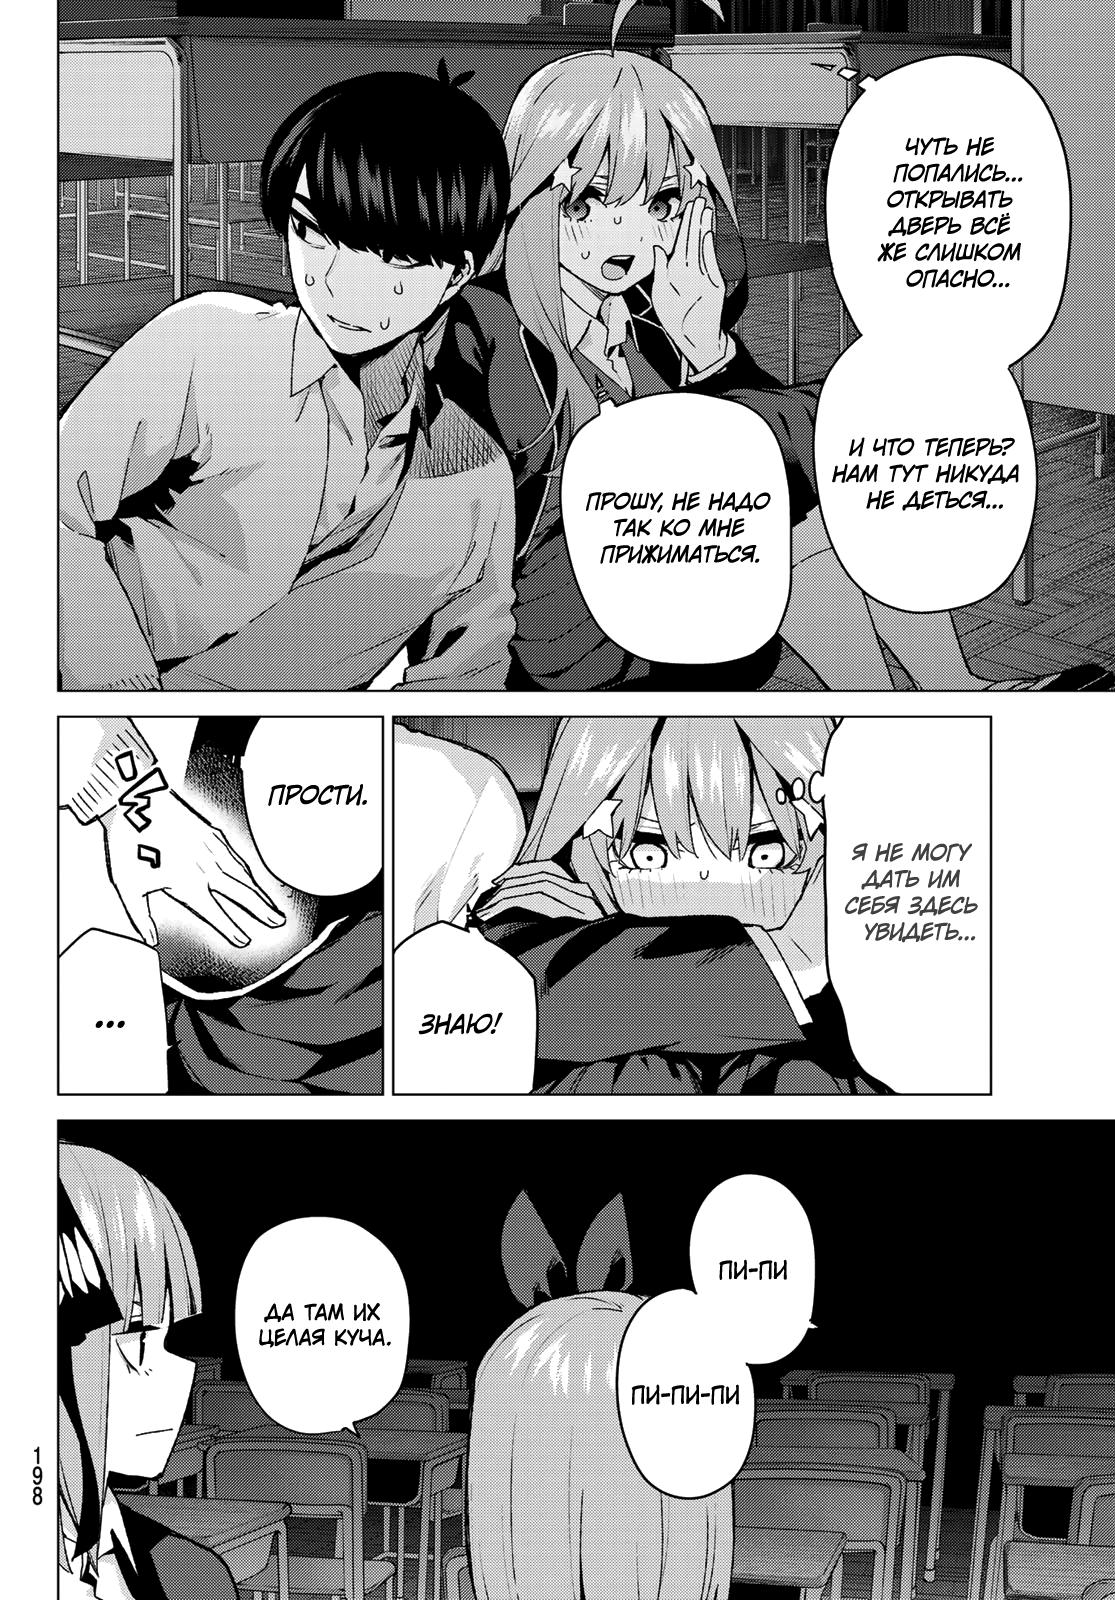 ЧУТЬ НЕ
ПОПАЛИСЬ...
ОТКРЫВАТЬ
ДВЕРЬ ВСЁ
ЖЕ СЛИШКОМ
ОПАСНО...
И ЧТО ТЕПЕРЬ?
НАМ ТУТ НИКУДА
НЕ ДЕТЬСЯ...
ПРОШУ, НЕ НАДО
ТАК КО МНЕ
ПРИЖИМАТЬСЯ.
Я НЕ МОГУ
ДАТЬ ИМ
СЕБЯ ЗДЕСЬ
УВИДЕТЬ...
ЗНАЮ!
ПРОСТИ.
...
ПИ-ПИ
ПИ-ПИ-ПИ
ДА ТАМ ИХ
ЦЕЛАЯ КУЧА.
198